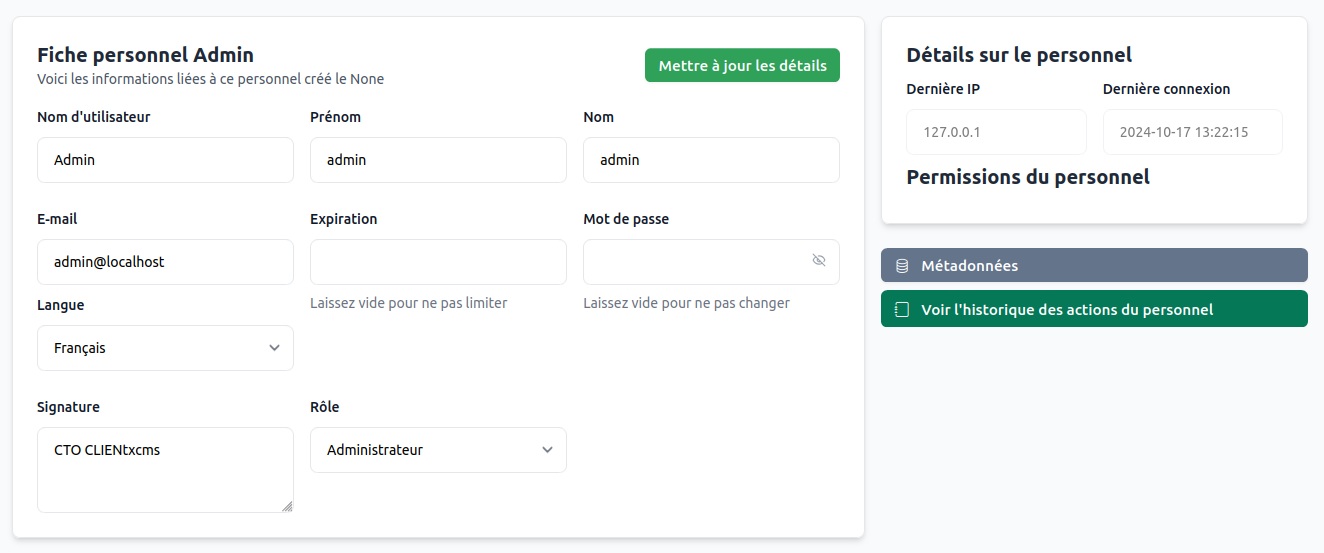 Fiche personnel Admin
Voici les informations liées à ce personnel créé le None
Mettre à jour les détails
Nom d'utilisateur
Prénom
Nom
Admin
admin
admin
E-mail
Expiration
Mot de passe
admin@localhost
Laissez vide pour ne pas limiter
Laissez vide pour ne pas changer
Langue
Français
Signature
Rôle
CTO CLIENtxcms
Administrateur
Détails sur le personnel
Dernière IP
Dernière connexion
127.0.0.1
2024-10-17 13:22:15
Permissions du personnel
Métadonnées
Voir l'historique des actions du personnel